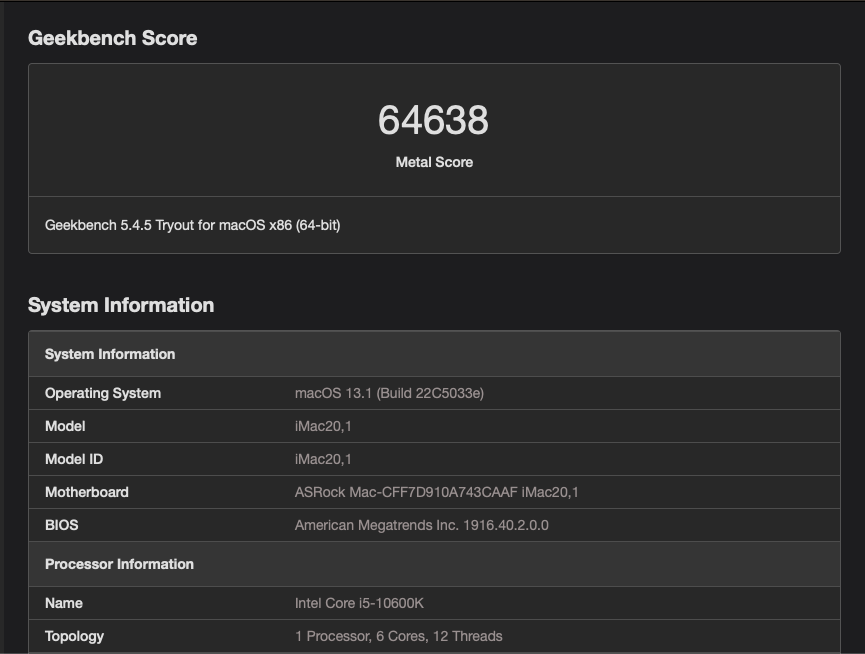 Geekbench Score
64638
Metal Score
Geekbench 5.4.5 Tryout for macOS x86 (64-bit)
System Information
System Information
Operating System macOS 13.1 (Build 22C5033e)
Model iMac20,1
Model ID iMac20,1
Motherboard ASRock Mac-CFF7D910A743CAAF iMac20,1
BIOS American Megatrends Inc. 1916.40.2.0.0
Processor Information
Name Intel Core i5-10600K
Topology 1 Processor, 6 Cores, 12 Threads